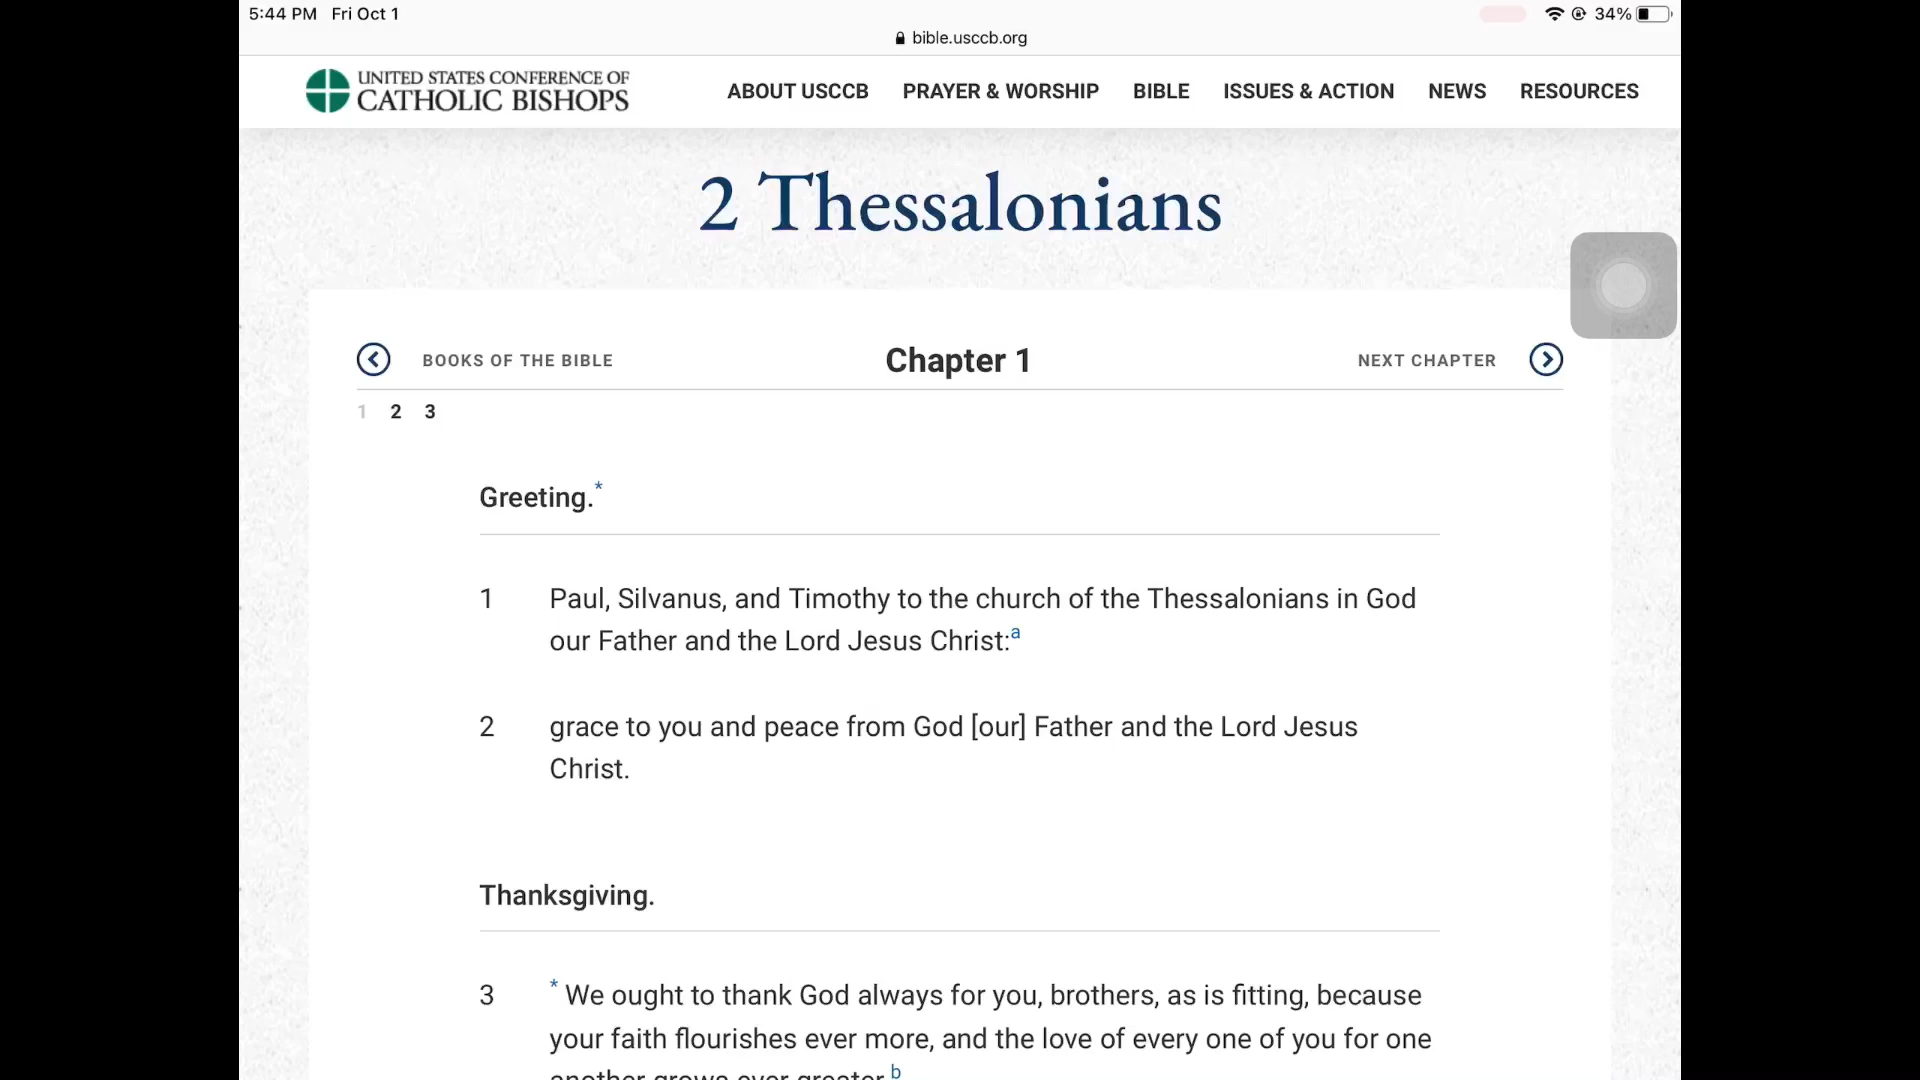 5:44 PM Fri Oct 1
34%
bible.usccb.org
UNITED STATES CONFERENCE OF
CATHOLIC BISHOPS
ABOUT USCCB PRAYER & WORSHIP BIBLE ISSUES & ACTION NEWS RESOURCES
2 Thessalonians
BOOKS OF THE BIBLE Chapter 1 NEXT CHAPTER
1 2 3
Greeting.*
1 Paul, Silvanus, and Timothy to the church of the Thessalonians in God
our Father and the Lord Jesus Christ:a
2 grace to you and peace from God [our] Father and the Lord Jesus
Christ.
Thanksgiving.
3 * We ought to thank God always for you, brothers, as is fitting, because
your faith flourishes ever more, and the love of every one of you for one
another grows ever greater.b